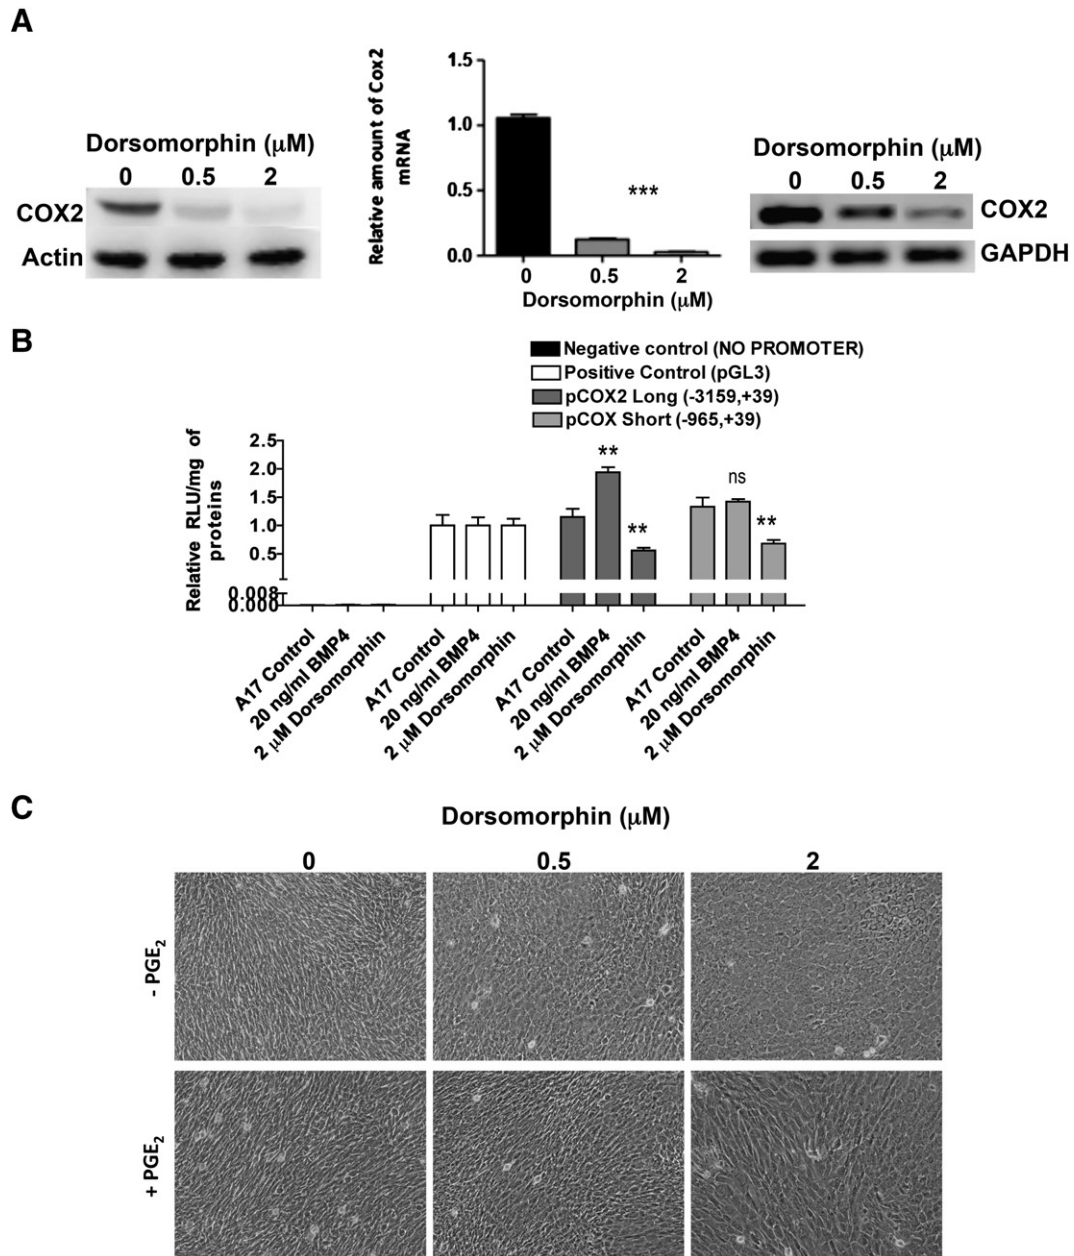 A
Dorsomorphin (μM)
0 0.5 2
COX2
Actin
Relative amount of Cox2
mRNA
1.5
1.0
0.5
0.0
***
0 0.5 2
Dorsomorphin (μM)
Dorsomorphin (μM)
0 0.5 2
COX2
GAPDH
B
Negative control (NO PROMOTER)
Positive Control (pGL3)
pCOX2 Long (-3159,+39)
pCOX Short (-965,+39)
Relative RLU/mg of
proteins
2.5
2.0
1.5
1.0
0.5
0.008
0.000
**
**
ns
**
A17 Control
20 ng/ml BMP4
2 μM Dorsomorphin
A17 Control
20 ng/ml BMP4
2 μM Dorsomorphin
A17 Control
20 ng/ml BMP4
2 μM Dorsomorphin
A17 Control
20 ng/ml BMP4
2 μM Dorsomorphin
C
Dorsomorphin (μM)
0 0.5 2
- PGE₂
+ PGE₂